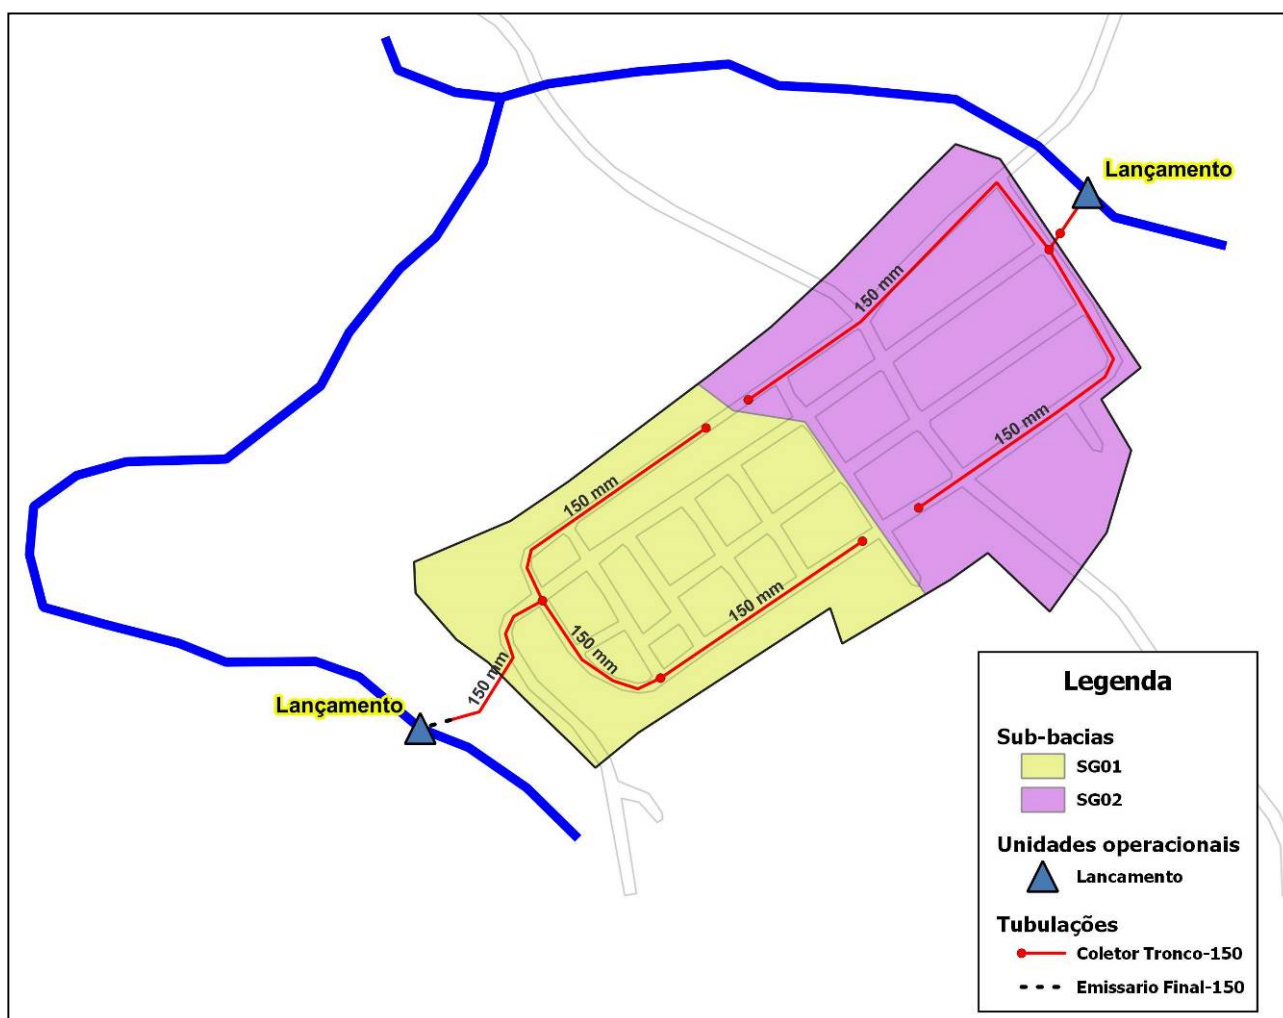 Lançamento
150 mm
150 mm
150 mm
150 mm
150 mm
150 mm
Lançamento
Legenda
Sub-bacias
SG01
SG02
Unidades operacionais
Lancamento
Tubulações
Coletor Tronco-150
Emissario Final-150